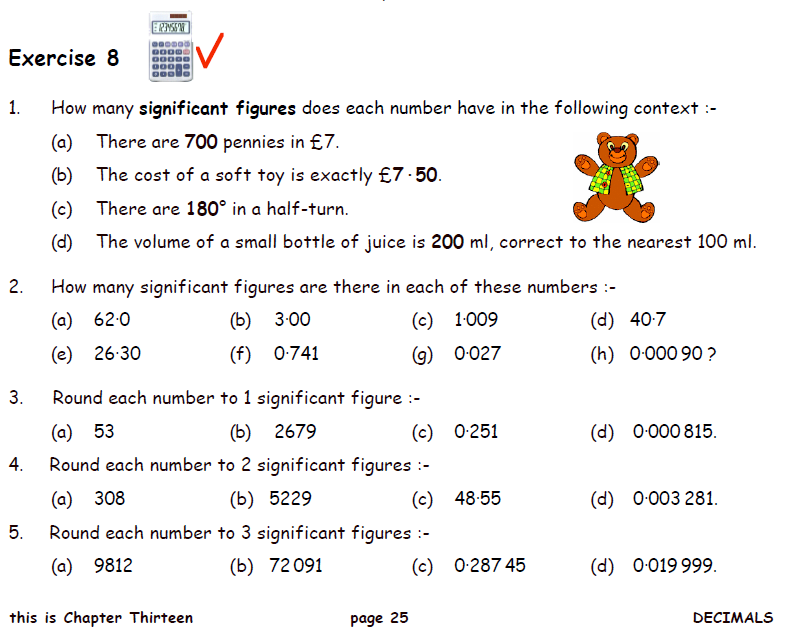 12345678
Exercise 8
1. How many significant figures does each number have in the following context :-
(a) There are 700 pennies in £7.
(b) The cost of a soft toy is exactly £7·50.
(c) There are 180° in a half-turn.
(d) The volume of a small bottle of juice is 200 ml, correct to the nearest 100 ml.
2. How many significant figures are there in each of these numbers :-
(a) 62·0 (b) 3·00 (c) 1·009 (d) 40·7
(e) 26·30 (f) 0·741 (g) 0·027 (h) 0·000 90 ?
3. Round each number to 1 significant figure :-
(a) 53 (b) 2679 (c) 0·251 (d) 0·000 815.
4. Round each number to 2 significant figures :-
(a) 308 (b) 5229 (c) 48·55 (d) 0·003 281.
5. Round each number to 3 significant figures :-
(a) 9812 (b) 72 091 (c) 0·287 45 (d) 0·019 999.
this is Chapter Thirteen page 25 DECIMALS